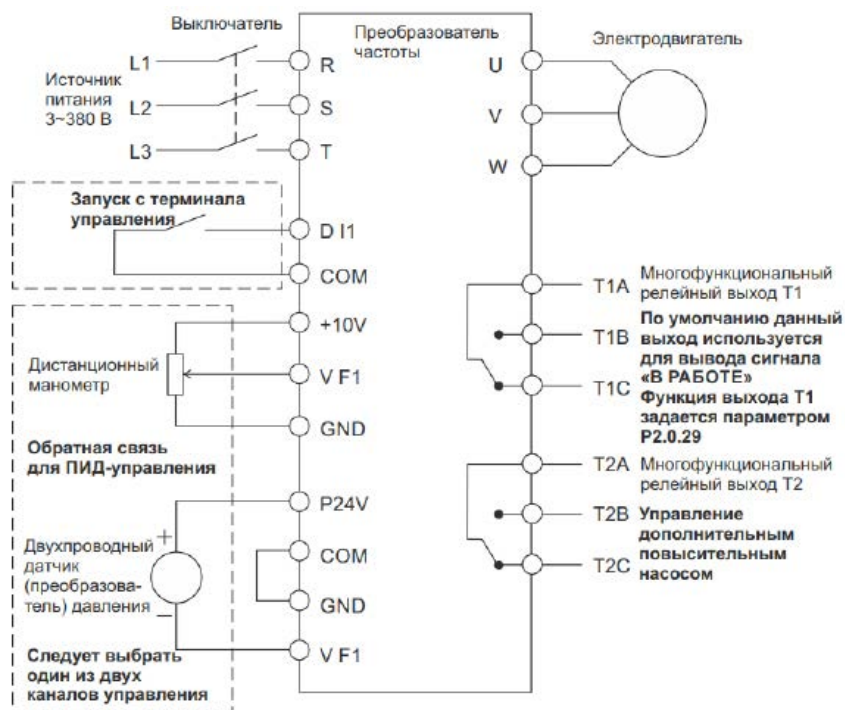 Выключатель
Преобразователь
частоты
Электродвигатель
L1
R
U
Источник
питания
3~380 В
L2
S
V
L3
T
W
Запуск с терминала
управления
D I1
COM
+10V
Дистанционный
манометр
V F1
GND
Обратная связь
для ПИД-управления
P24V
+
Двухпроводный
датчик
(преобразова-
тель) давления
–
COM
GND
V F1
Следует выбрать
один из двух
каналов управления
T1A
Многофункциональный
релейный выход T1
T1B
По умолчанию данный
выход используется
для вывода сигнала
«В РАБОТЕ»
T1C
Функция выхода T1
задается параметром
P2.0.29
T2A
Многофункциональный
релейный выход T2
T2B
Управление
дополнительным
повысительным
насосом
T2C